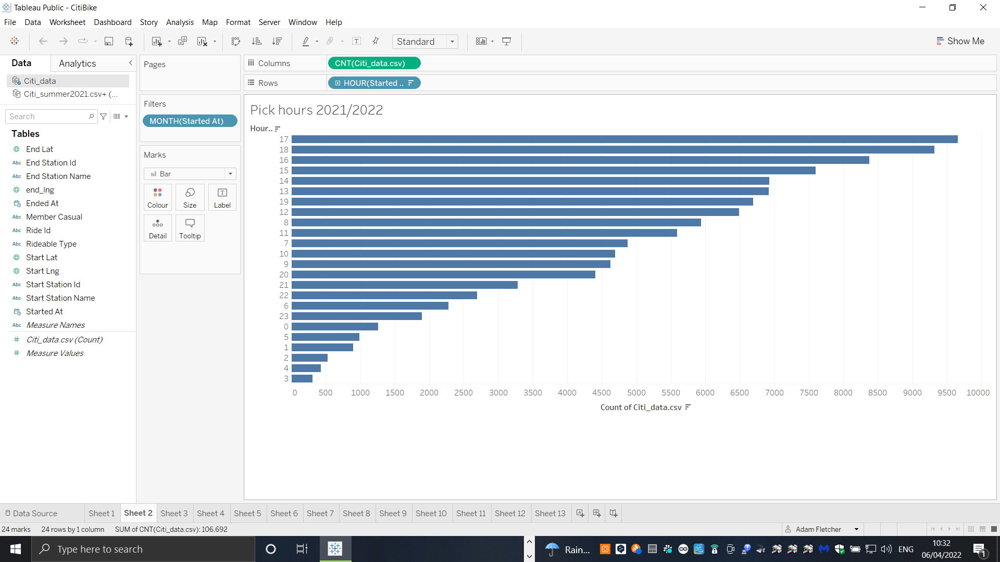 Tableau Public - CitiBike
File Data Worksheet Dashboard Story Analysis Map Format Server Window Help
Standard
Show Me
Data Analytics
Citi_data
Citi_summer2021.csv+ (...
Search
Tables
End Lat
Abc End Station Id
Abc End Station Name
end_lng
Ended At
Abc Member Casual
Abc Ride Id
Abc Rideable Type
Start Lat
Start Lng
Abc Start Station Id
Abc Start Station Name
Started At
Abc Measure Names
# Citi_data.csv (Count)
# Measure Values
Pages
Filters
MONTH(Started At)
Marks
Bar
Colour Size Label
Detail Tooltip
Columns CNT(Citi_data.csv)
Rows HOUR(Started ..
Pick hours 2021/2022
Hour..
17
18
16
15
14
13
19
12
8
11
7
10
9
20
21
22
6
23
0
5
1
2
4
3
0 500 1000 1500 2000 2500 3000 3500 4000 4500 5000 5500 6000 6500 7000 7500 8000 8500 9000 9500 10000
Count of Citi_data.csv
Data Source Sheet 1 Sheet 2 Sheet 3 Sheet 4 Sheet 5 Sheet 6 Sheet 7 Sheet 8 Sheet 9 Sheet 10 Sheet 11 Sheet 12 Sheet 13
24 marks 24 rows by 1 column SUM of CNT(Citi_data.csv): 106,692
Adam Fletcher
Type here to search
Rain...
ENG
10:32
06/04/2022
1